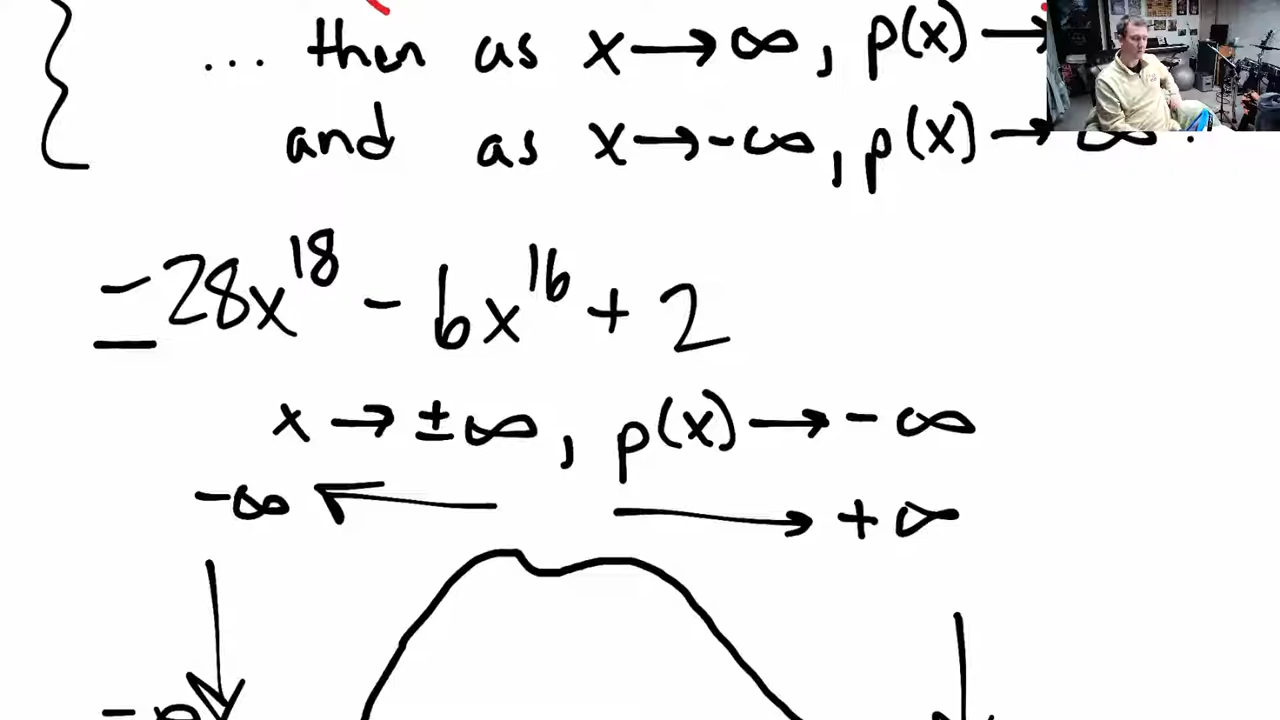 ... then as x → ∞, p(x) →
and as x → -∞, p(x) → ∞
-28x^18 - 6x^16 + 2
x → ±∞, p(x) → -∞
-∞ ← → +∞